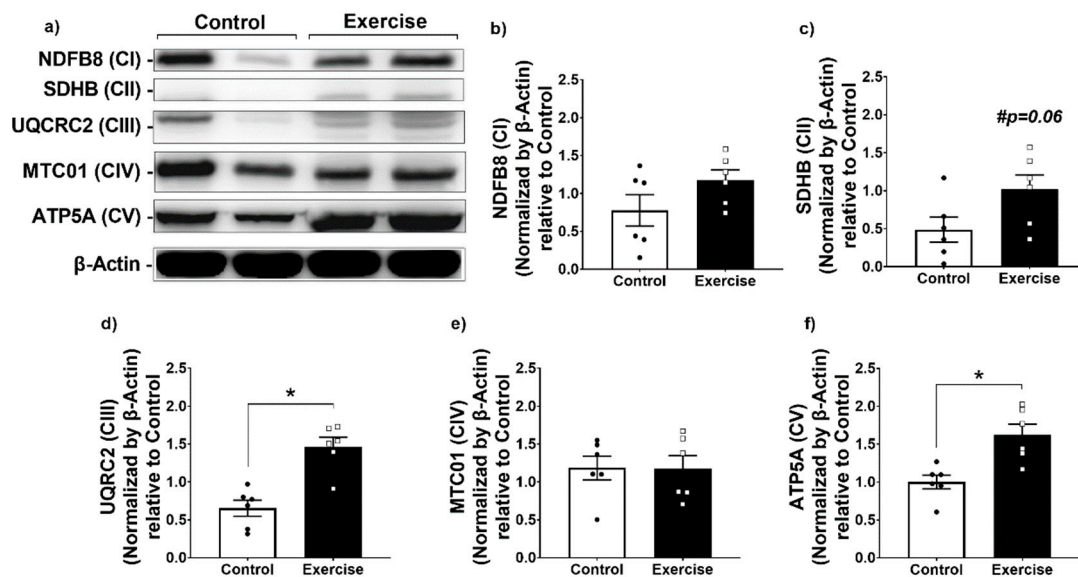 a)
Control Exercise
NDFB8 (CI) -
SDHB (CII) -
UQCRC2 (CIII) -
MTC01 (CIV) -
ATP5A (CV) -
β-Actin -
b)
NDFB8 (CI)
(Normalizad by β-Actin)
relative to Control
2.5
2.0
1.5
1.0
0.5
0.0
Control Exercise
c)
SDHB (CII)
(Normalizad by β-Actin)
relative to Control
2.5
2.0
1.5
1.0
0.5
0.0
#p=0.06
Control Exercise
d)
UQRC2 (CIII)
(Normalizad by β-Actin)
relative to Control
2.5
2.0
1.5
1.0
0.5
0.0
*
Control Exercise
e)
MTC01 (CIV)
(Normalizad by β-Actin)
relative to Control
2.5
2.0
1.5
1.0
0.5
0.0
Control Exercise
f)
ATP5A (CV)
(Normalizad by β-Actin)
relative to Control
2.5
2.0
1.5
1.0
0.5
0.0
*
Control Exercise